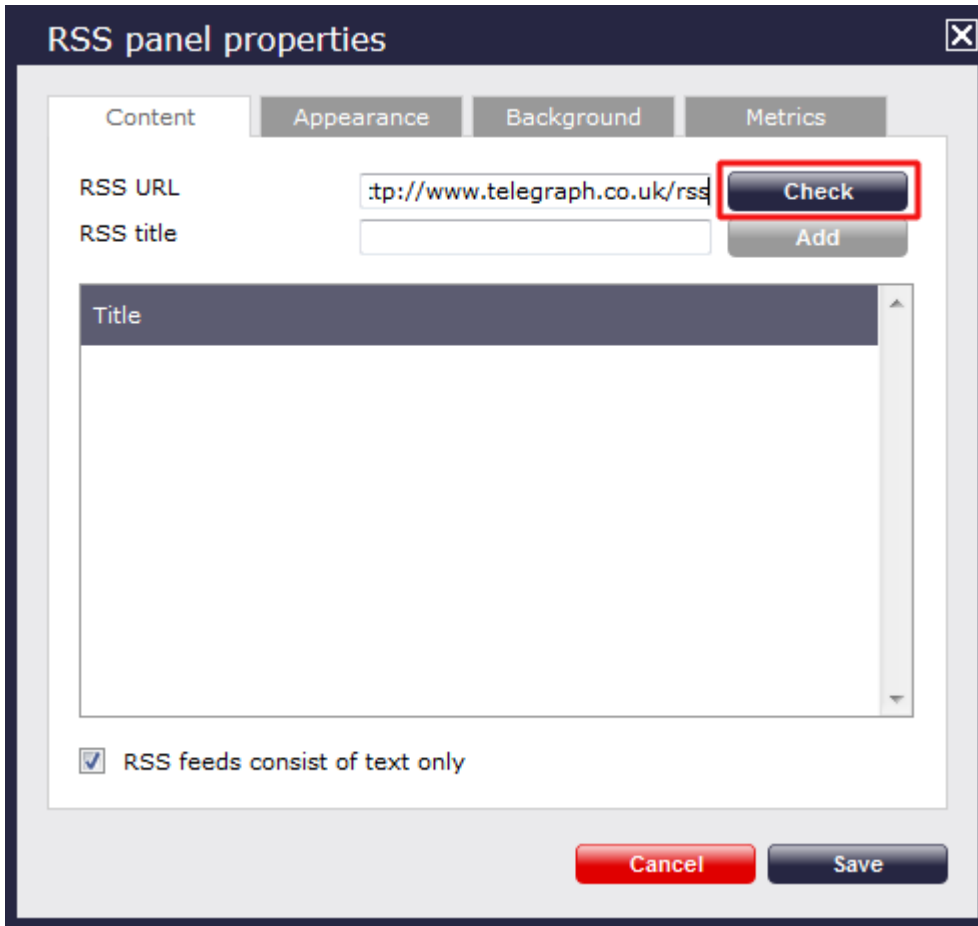 RSS panel properties
Content Appearance Background Metrics
RSS URL :tp://www.telegraph.co.uk/rss Check
RSS title Add
Title
RSS feeds consist of text only
Cancel Save